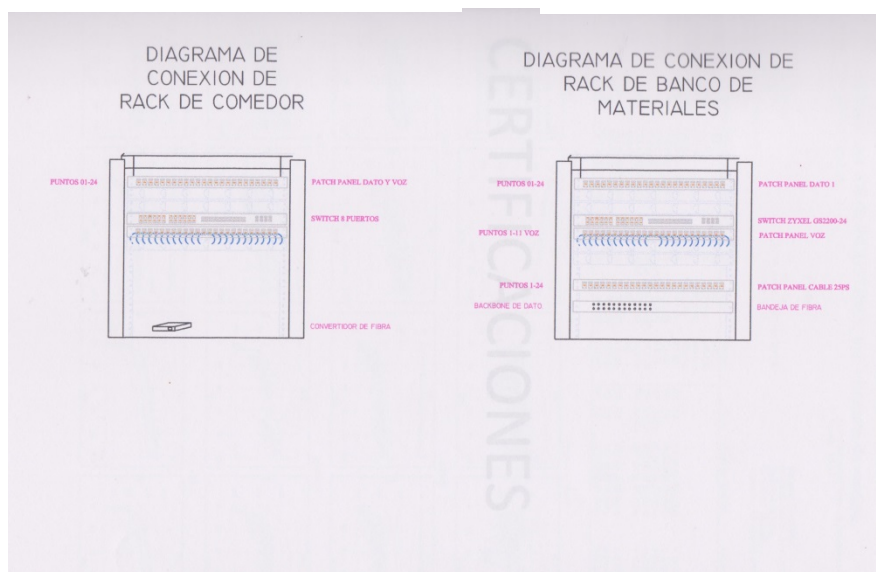 DIAGRAMA DE
CONEXION DE
RACK DE COMEDOR
PUNTOS 01-24
PATCH PANEL DATO Y VOZ
SWITCH 8 PUERTOS
CONVERTIDOR DE FIBRA
DIAGRAMA DE CONEXION DE
RACK DE BANCO DE
MATERIALES
PUNTOS 01-24
PATCH PANEL DATO 1
SWITCH ZYXEL GS2200-24
PUNTOS 1-11 VOZ
PATCH PANEL VOZ
PUNTOS 1-24
PATCH PANEL CABLE 25PS
BACKBONE DE DATO
BANDEJA DE FIBRA
CERTIFICACIONES